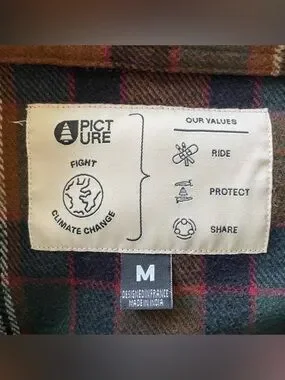 PICT
URE
FIGHT
CLIMATE CHANGE
OUR VALUES
RIDE
PROTECT
SHARE
M
DESIGNED IN FRANCE
MADE IN INDIA